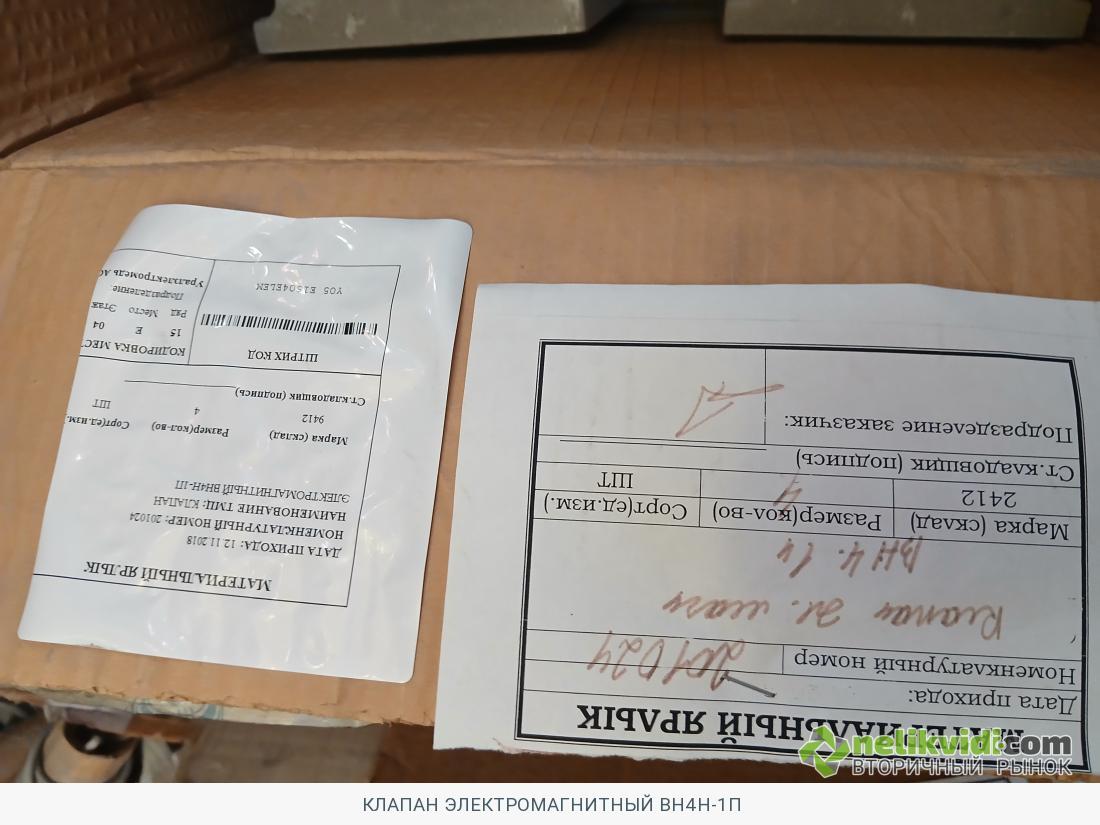 МАТЕРИАЛЬНЫЙ ЯРЛЫК
ДАТА ПРИХОДА: 12.11.2018
НОМЕНКЛАТУРНЫЙ НОМЕР: 201024
НАИМЕНОВАНИЕ ТМЦ: КЛАПАН
ЭЛЕКТРОМАГНИТНЫЙ ВН4Н-1П
Марка (склад) Размер(кол-во) Сорт(ед.изм.
9412 4 ШТ
Ст.кладовщик (подпись)
ШТРИХ КОД
КОДИРОВКА МЕСТ
15 Е 04
Ряд Место Этаж
Подразделение:
Уралэлектромедь АО
МАТЕРИАЛЬНЫЙ ЯРЛЫК
Дата прихода:
Номенклатурный номер 201024
Клапан эл. магн
ВН4.
Марка (склад) Размер(кол-во) Сорт(ед.изм.)
2412 4 ШТ
Ст.кладовщик (подпись)
Подразделение заказчик:
nelikvidi.com
ВТОРИЧНЫЙ РЫНОК
КЛАПАН ЭЛЕКТРОМАГНИТНЫЙ ВН4Н-1П